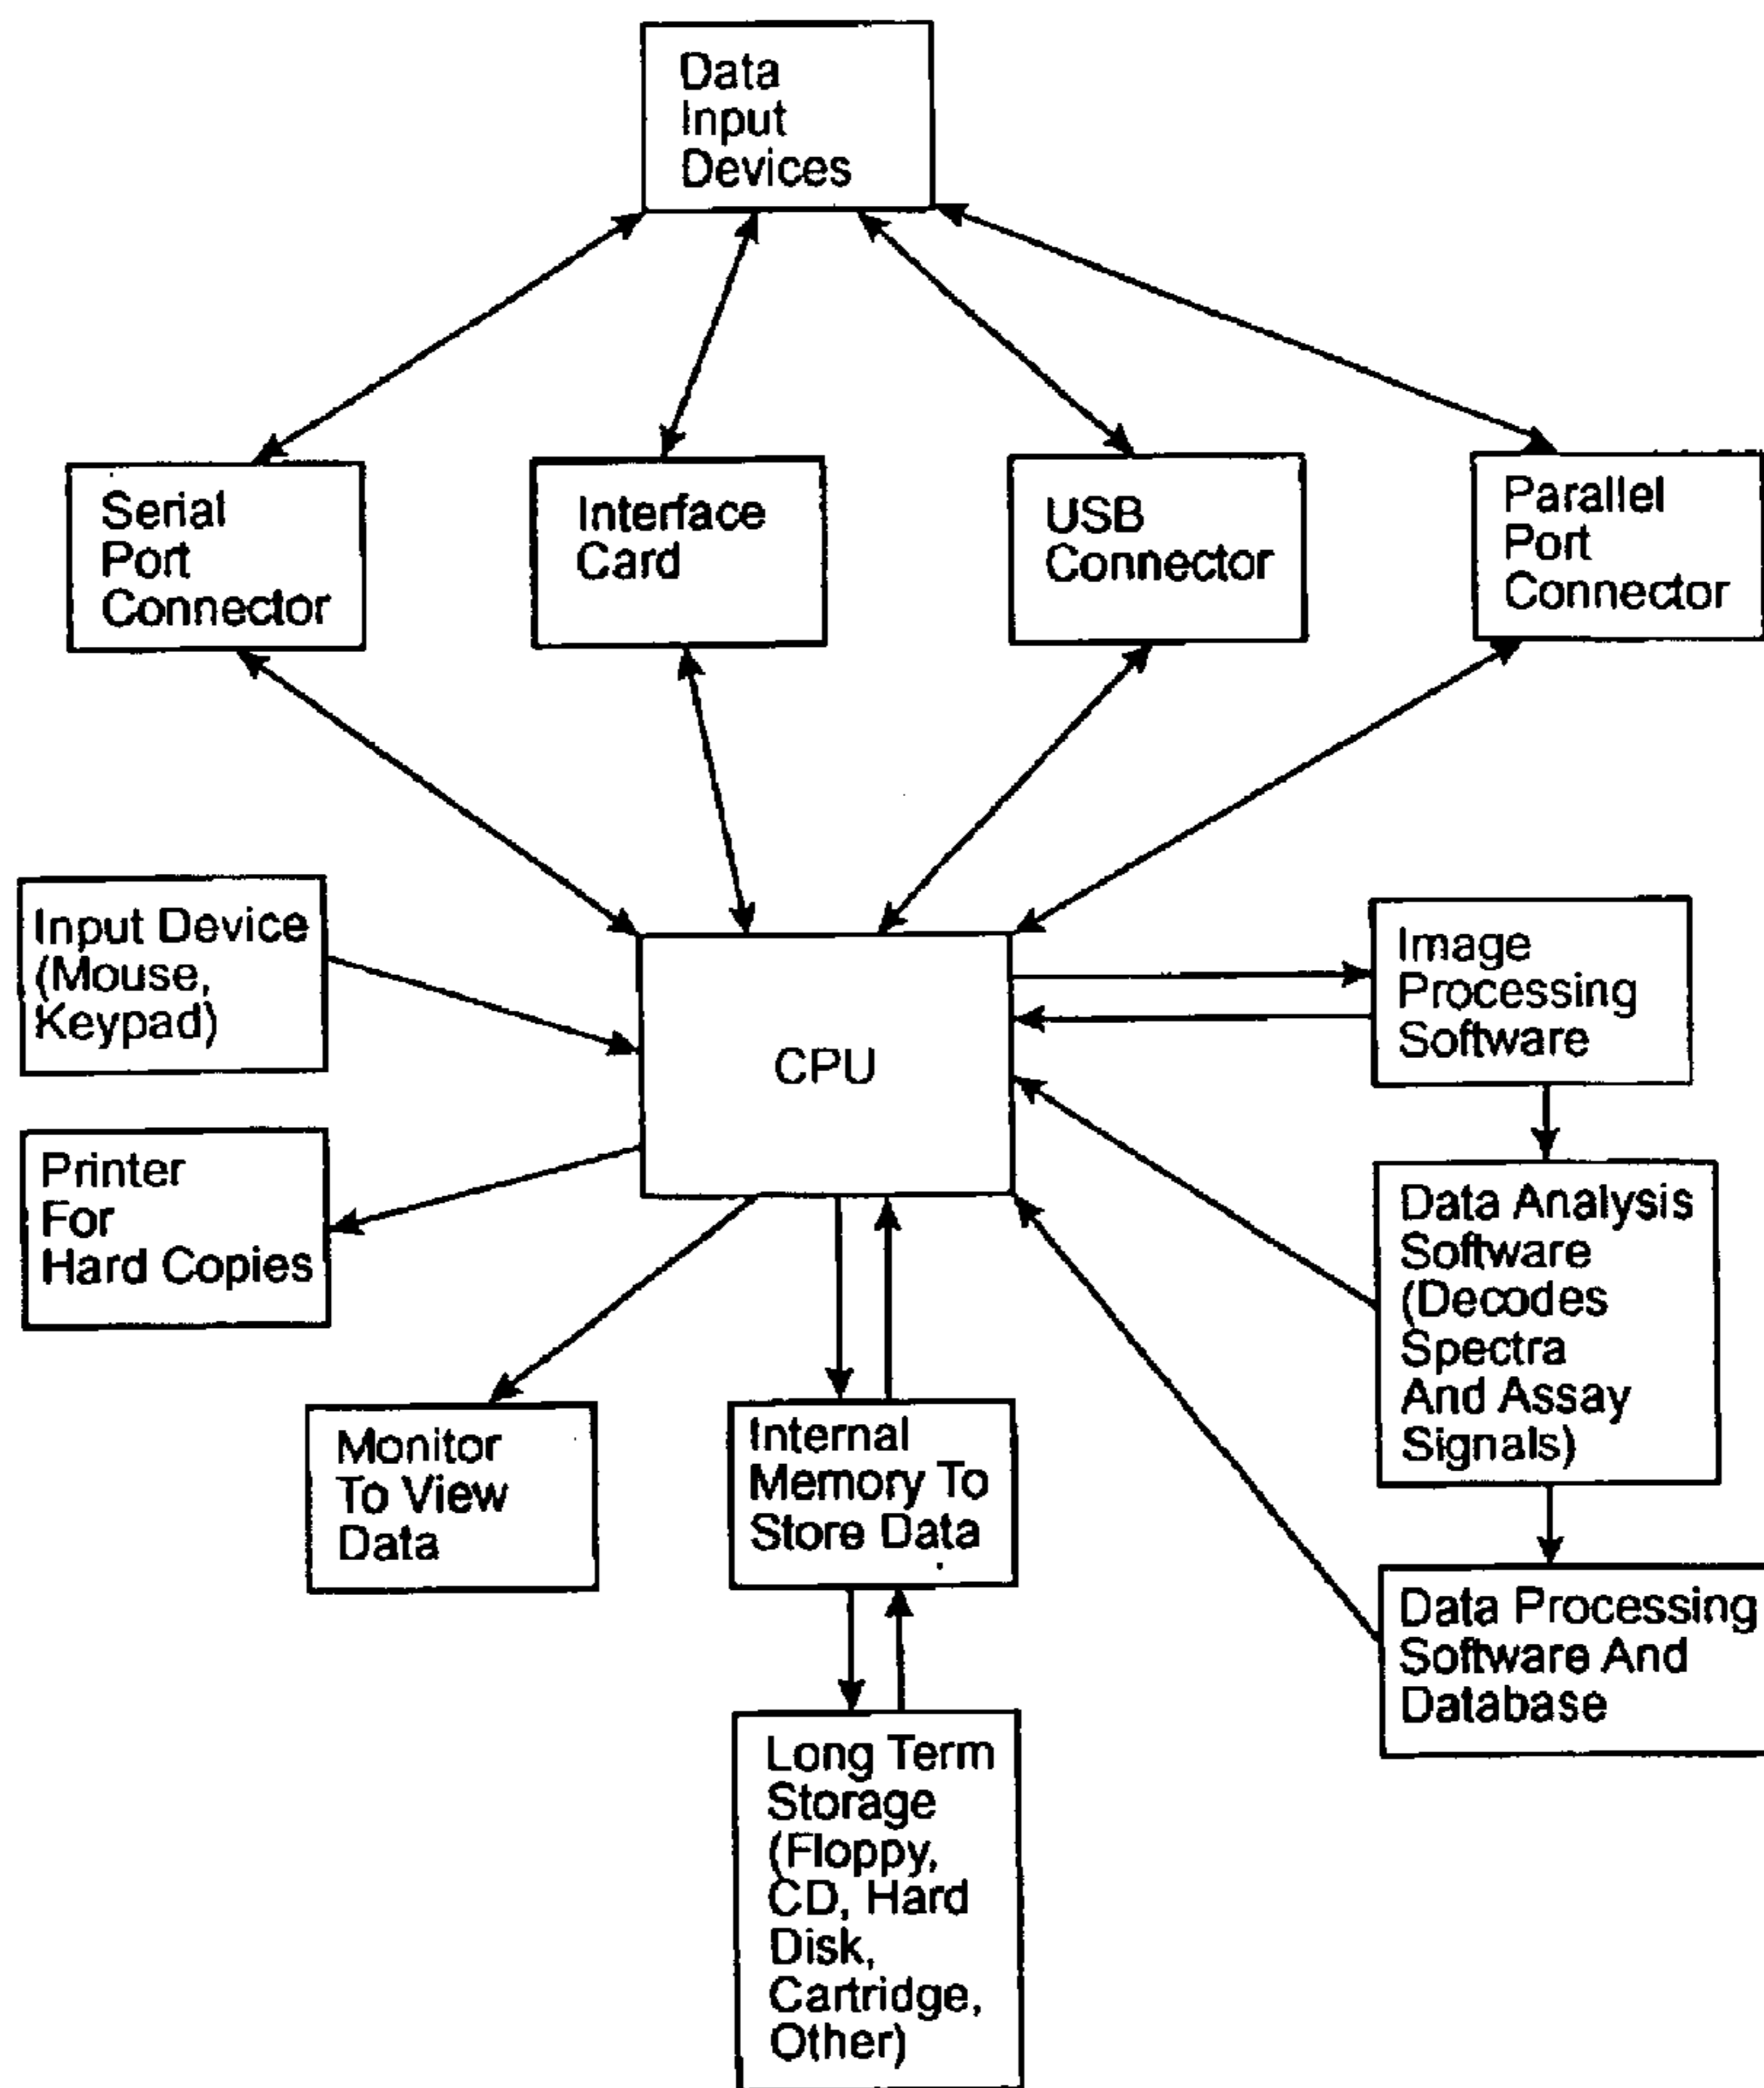 Data
Input
Devices
Serial
Port
Connector
Interface
Card
USB
Connector
Parallel
Port
Connector
Input Device
(Mouse,
Keypad)
CPU
Image
Processing
Software
Printer
For
Hard Copies
Data Analysis
Software
(Decodes
Spectra
And Assay
Signals)
Monitor
To View
Data
Internal
Memory To
Store Data
Data Processing
Software And
Database
Long Term
Storage
(Floppy,
CD, Hard
Disk,
Cartridge,
Other)